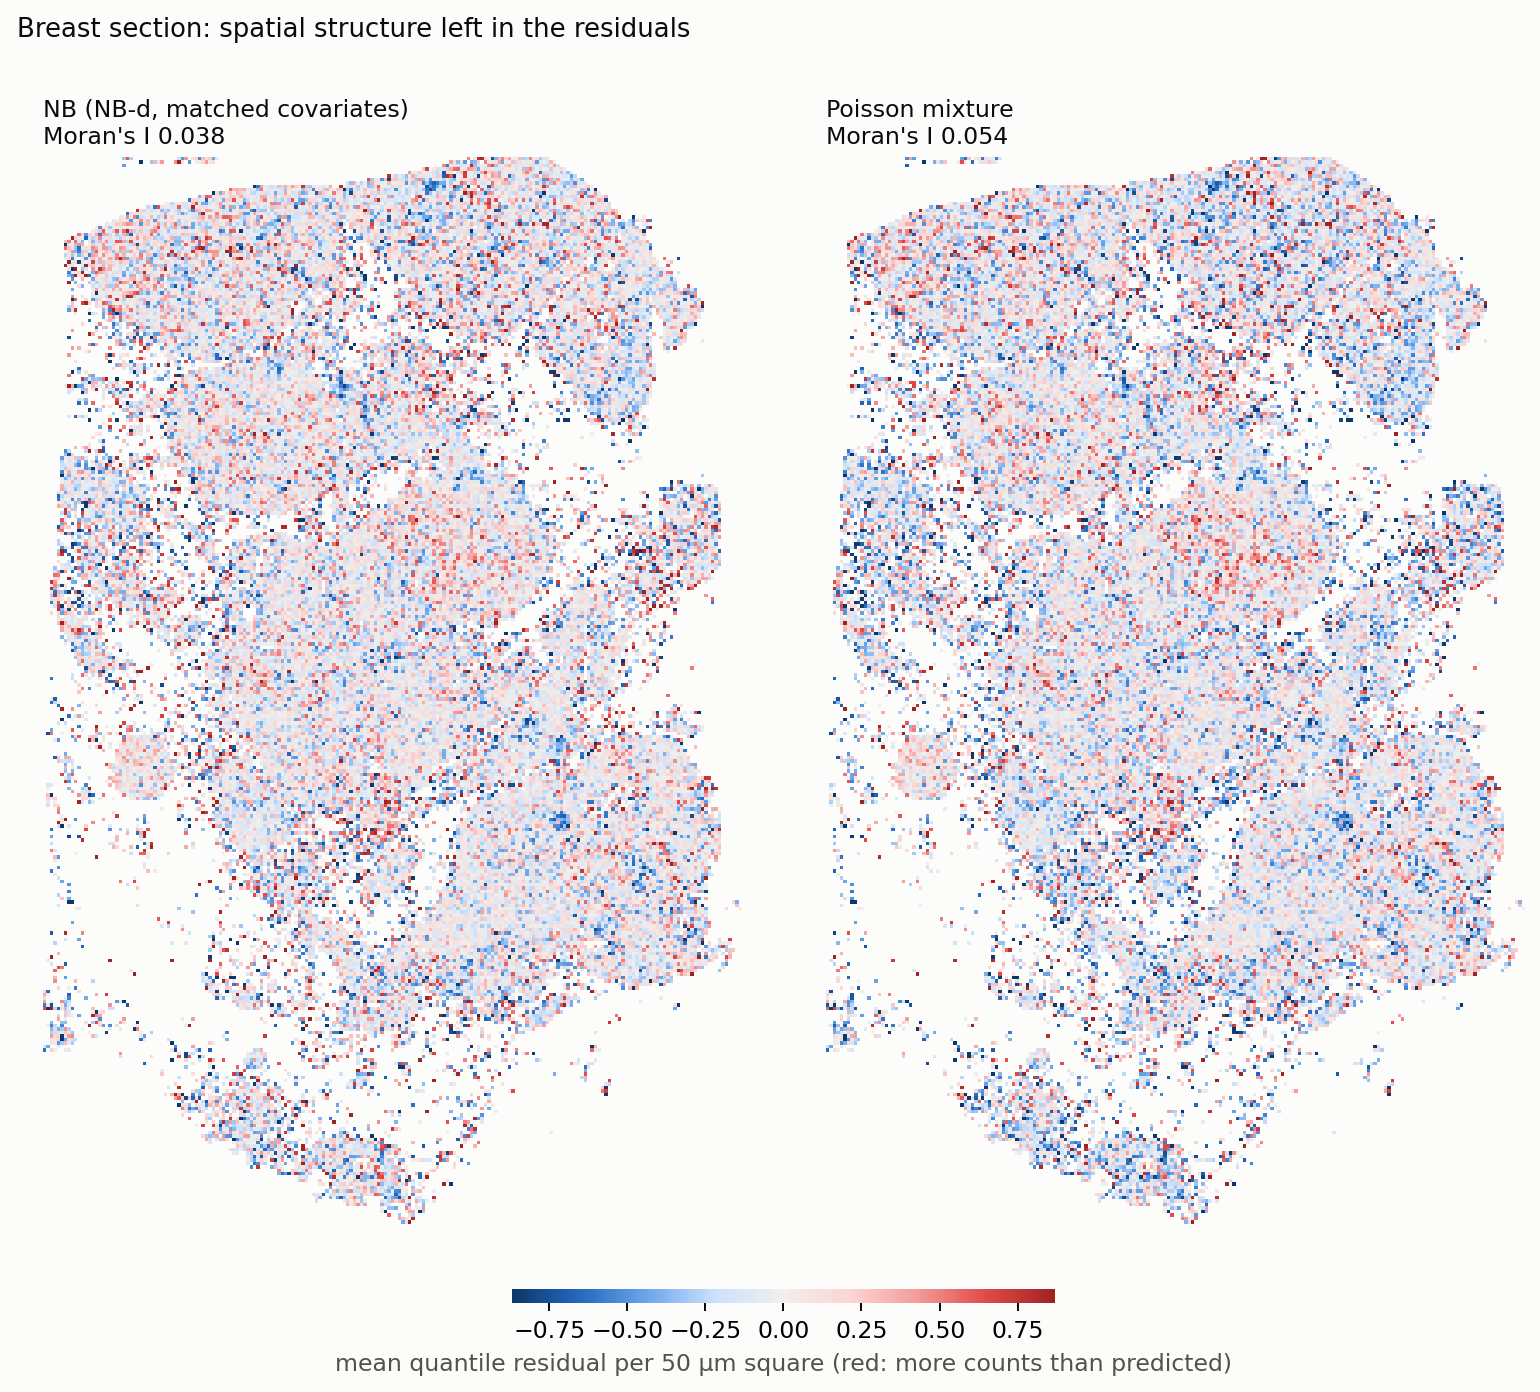 Breast section: spatial structure left in the residuals
NB (NB-d, matched covariates)
Moran's I 0.038
Poisson mixture
Moran's I 0.054
−0.75 −0.50 −0.25 0.00 0.25 0.50 0.75
mean quantile residual per 50 μm square (red: more counts than predicted)